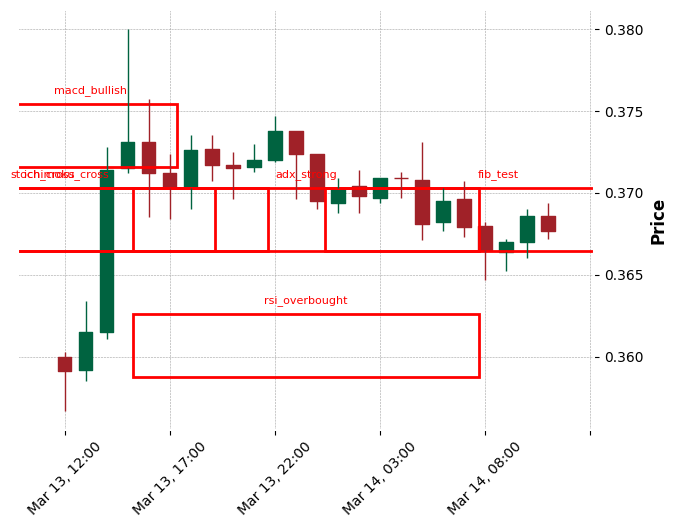 0.380
macd_bullish
0.375
adx_strong
fib_test
0.370
Price
0.365
rsi_overbought
0.360
Mar 13, 12:00
Mar 13, 17:00
Mar 13, 22:00
Mar 14, 03:00
Mar 14, 08:00